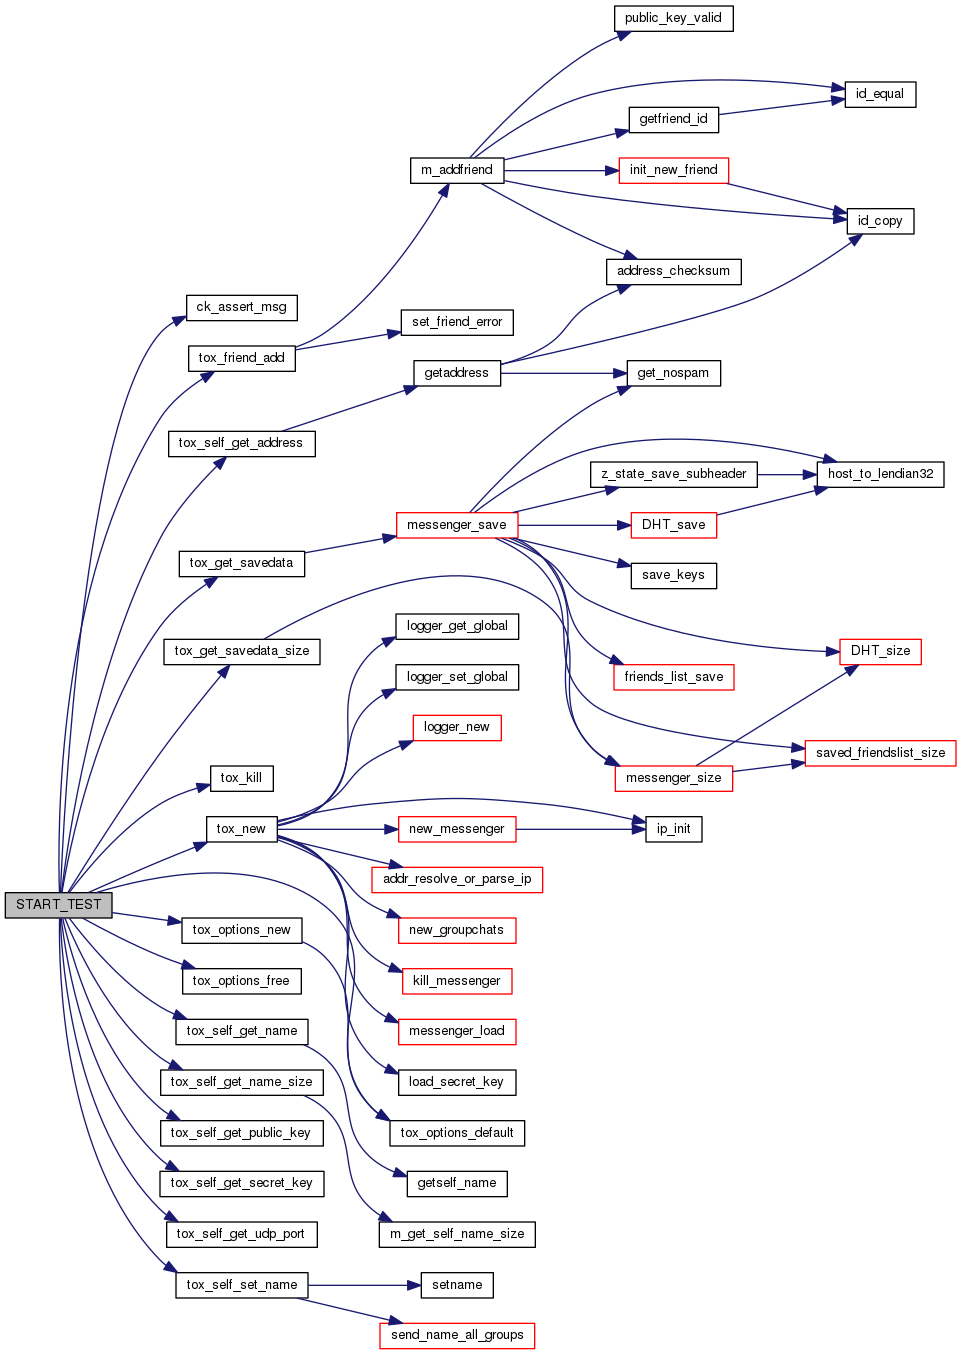 public_key_valid
id_equal
getfriend_id
m_addfriend
init_new_friend
id_copy
address_checksum
ck_assert_msg
set_friend_error
tox_friend_add
getaddress
get_nospam
tox_self_get_address
z_state_save_subheader
host_to_lendian32
messenger_save
DHT_save
tox_get_savedata
save_keys
logger_get_global
tox_get_savedata_size
DHT_size
logger_set_global
friends_list_save
logger_new
saved_friendslist_size
tox_kill
messenger_size
tox_new
new_messenger
ip_init
addr_resolve_or_parse_ip
START_TEST
tox_options_new
new_groupchats
tox_options_free
kill_messenger
tox_self_get_name
messenger_load
tox_self_get_name_size
load_secret_key
tox_self_get_public_key
tox_options_default
tox_self_get_secret_key
getself_name
tox_self_get_udp_port
m_get_self_name_size
tox_self_set_name
setname
send_name_all_groups